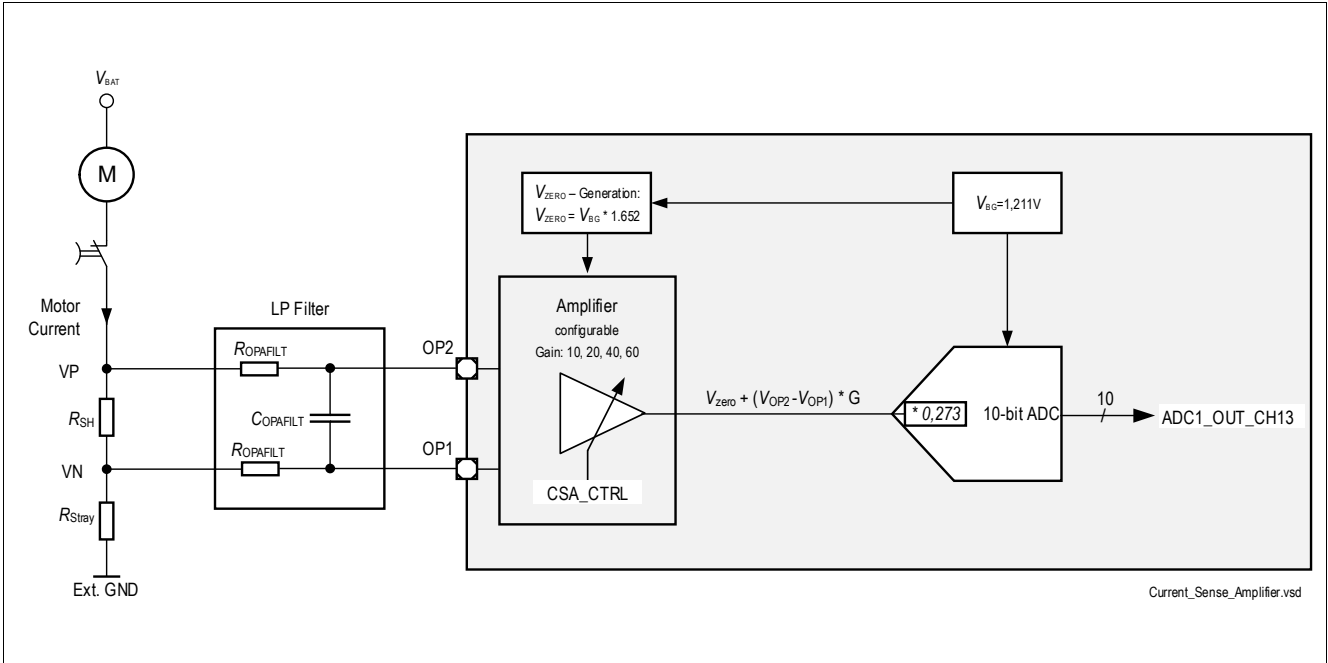 VBAT
M
Motor
Current
VP
RSH
VN
RStray
Ext. GND
LP Filter
ROPAFILT
COPAFILT
ROPAFILT
OP2
OP1
VZERO – Generation:
VZERO = VBG * 1.652
VBG=1,211V
Amplifier
configurable
Gain: 10, 20, 40, 60
CSA_CTRL
Vzero + (VOP2-VOP1) * G
* 0,273
10-bit ADC
10
ADC1_OUT_CH13
Current_Sense_Amplifier.vsd